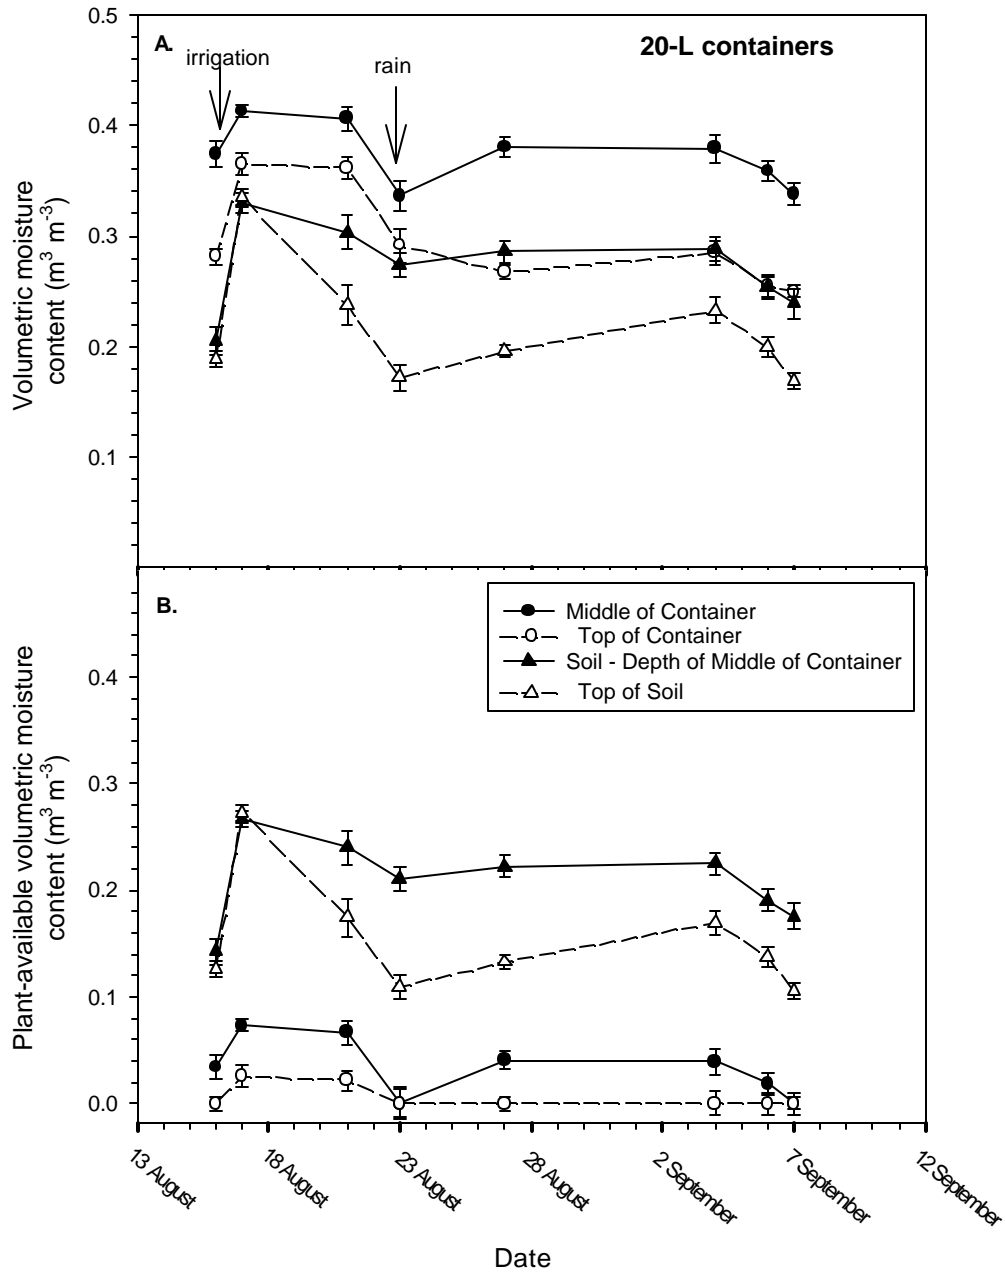 0.5
A.
irrigation
rain
20-L containers
0.4
0.3
0.2
0.1
Volumetric moisture
content (m³ m⁻³)
B.
Middle of Container
Top of Container
Soil - Depth of Middle of Container
Top of Soil
0.4
0.3
0.2
0.1
0.0
Plant-available volumetric moisture
content (m³ m⁻³)
13 August
18 August
23 August
28 August
2 September
7 September
12 September
Date